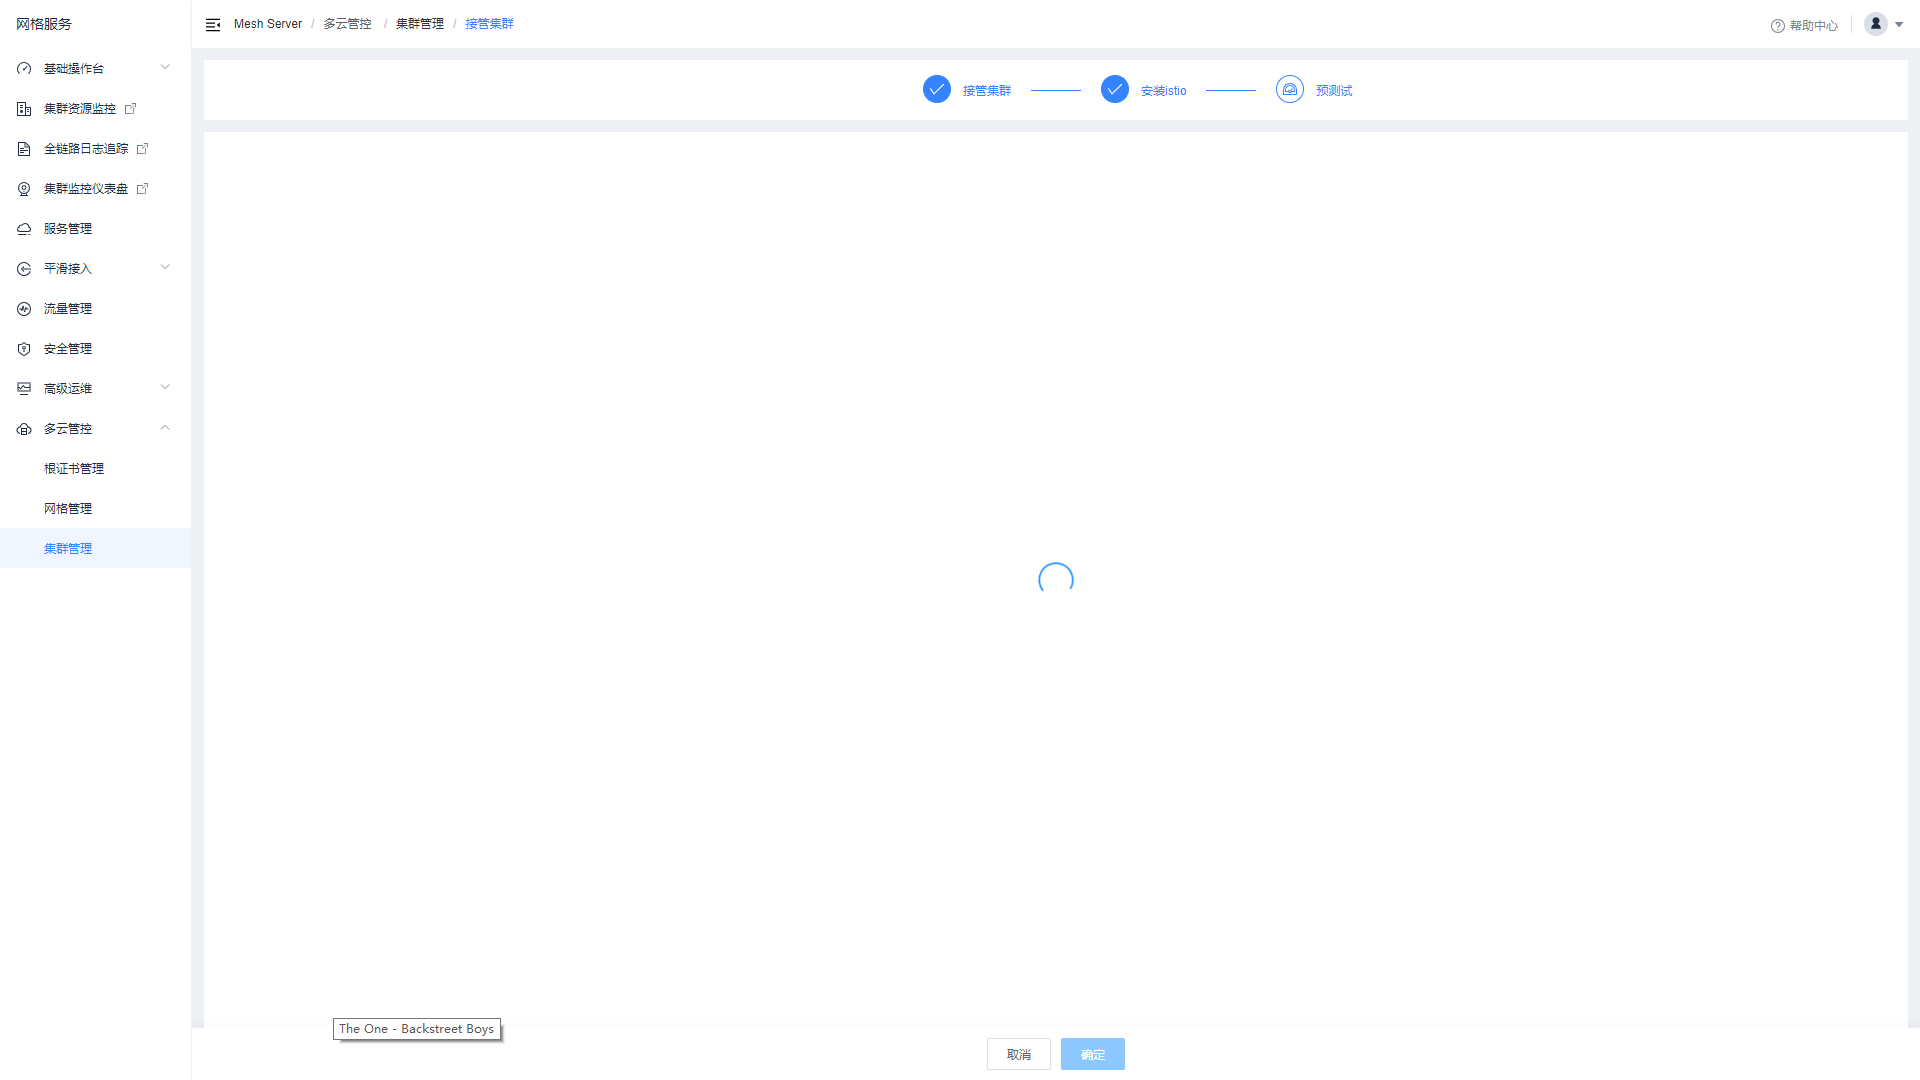 网格服务
Mesh Server / 多云管控 / 集群管理 / 接管集群
帮助中心
基础操作台
集群资源监控
全链路日志追踪
集群监控仪表盘
服务管理
平滑接入
流量管理
安全管理
高级运维
多云管控
根证书管理
网格管理
集群管理
接管集群
安装istio
预测试
The One - Backstreet Boys
取消
确定